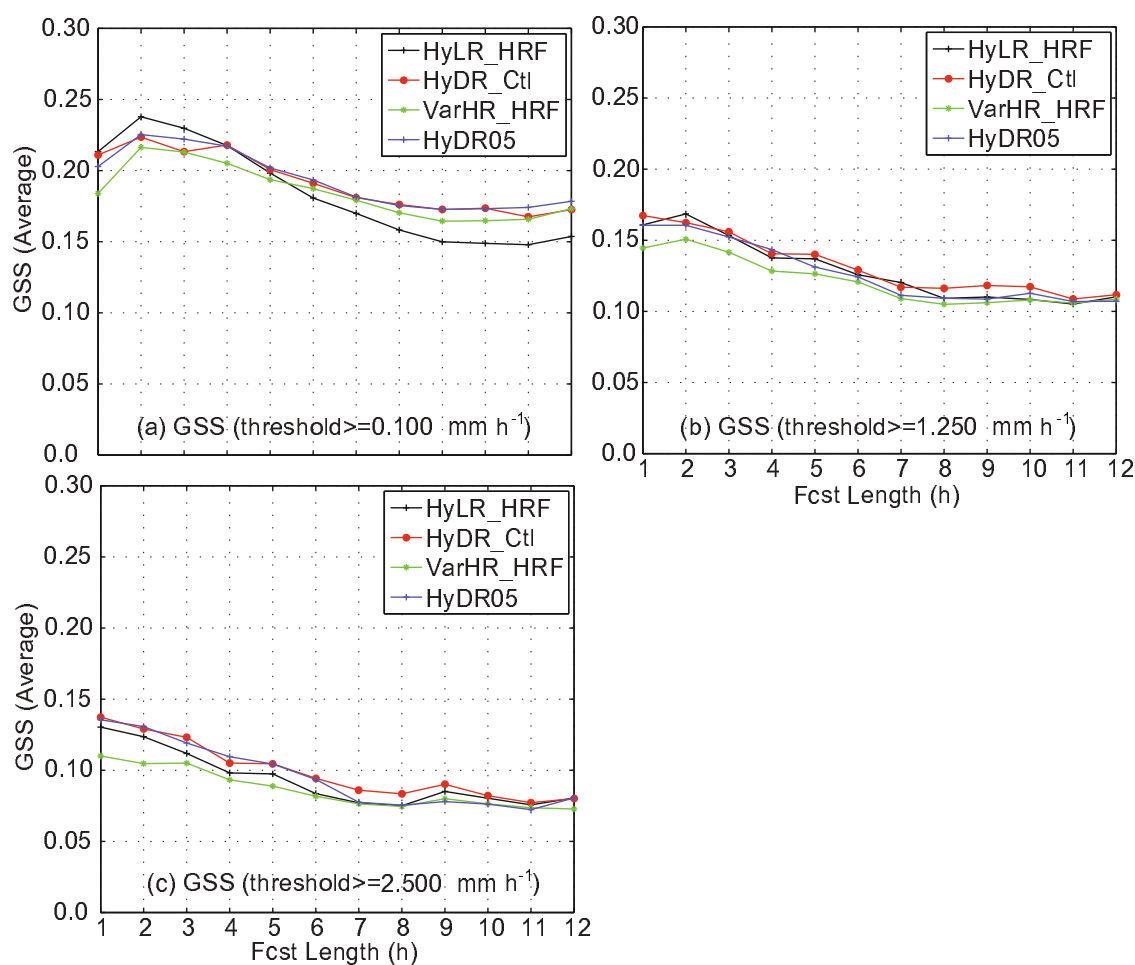 0.30
0.25
0.20
0.15
0.10
0.05
0.0
GSS (Average)
HyLR_HRF
HyDR_Ctl
VarHR_HRF
HyDR05
(a) GSS (threshold>=0.100 mm h-1)
0.30
0.25
0.20
0.15
0.10
0.05
0.0
HyLR_HRF
HyDR_Ctl
VarHR_HRF
HyDR05
(b) GSS (threshold>=1.250 mm h-1)
1 2 3 4 5 6 7 8 9 10 11 12
Fcst Length (h)
0.30
0.25
0.20
0.15
0.10
0.05
0.0
GSS (Average)
HyLR_HRF
HyDR_Ctl
VarHR_HRF
HyDR05
(c) GSS (threshold>=2.500 mm h-1)
1 2 3 4 5 6 7 8 9 10 11 12
Fcst Length (h)